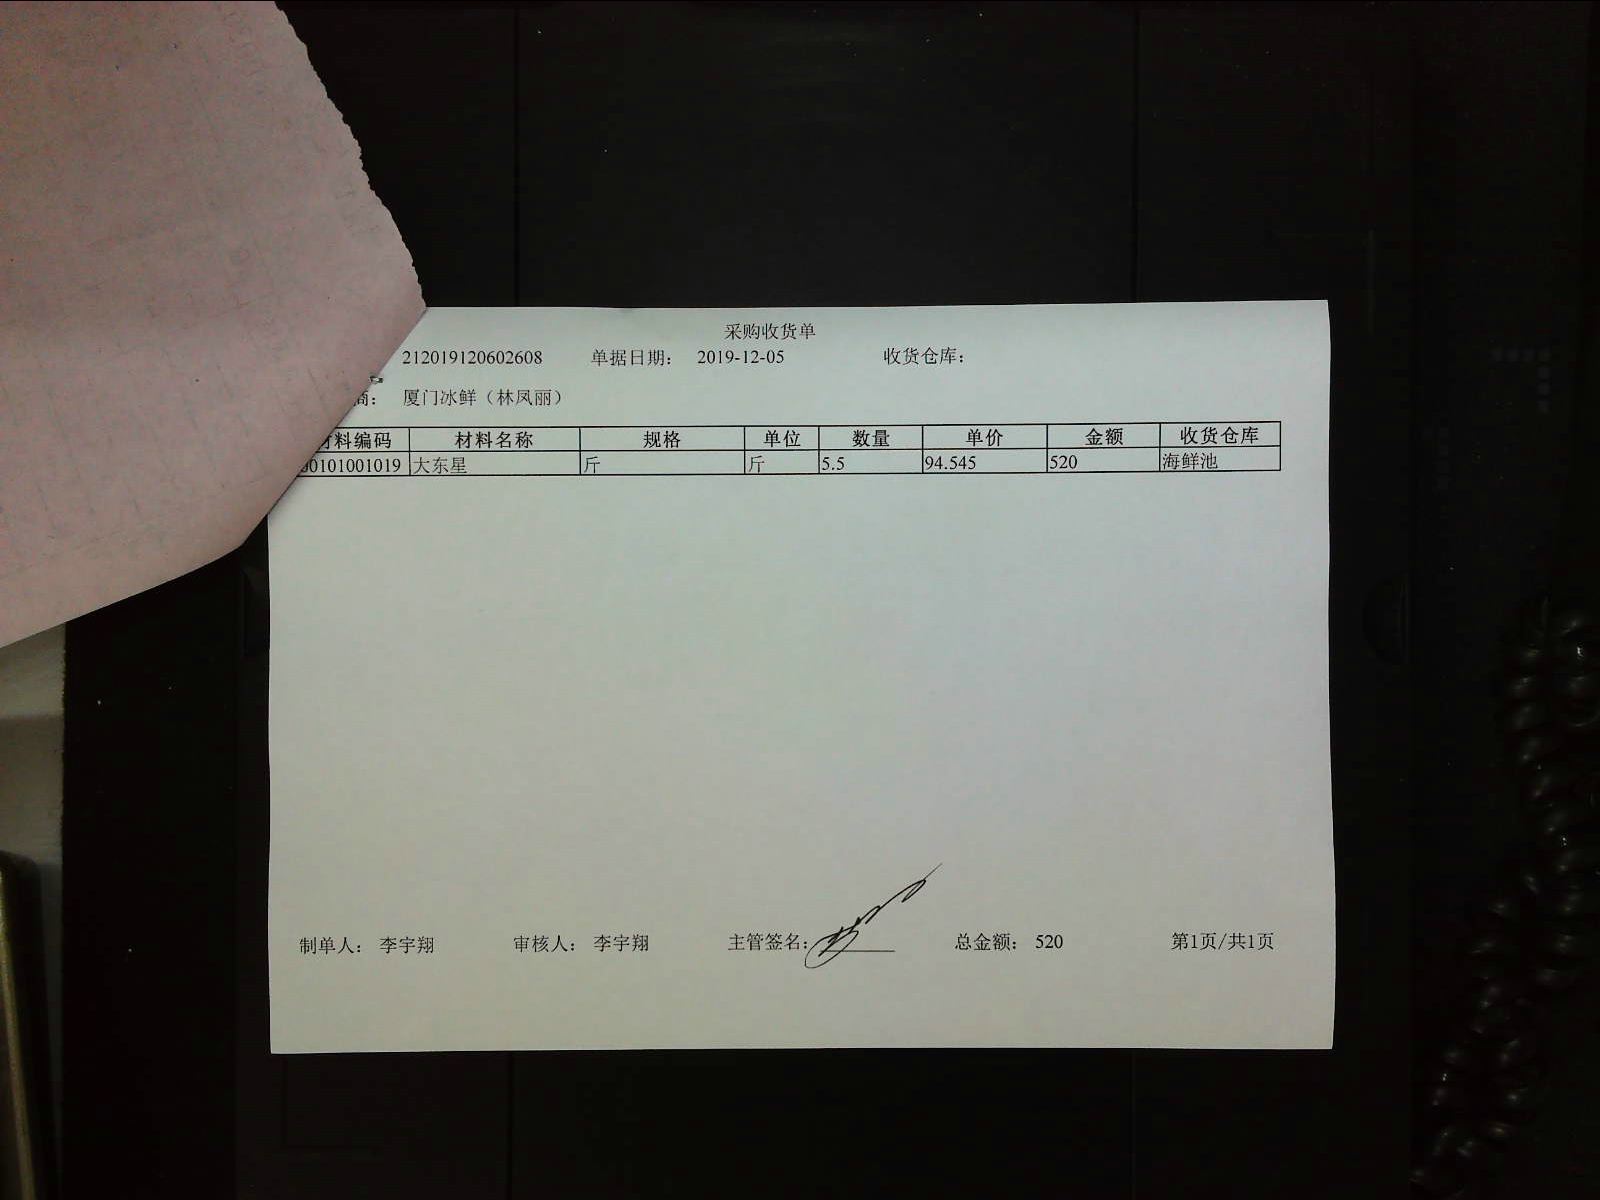 采购收货单
212019120602608 单据日期： 2019-12-05 收货仓库：
商： 厦门冰鲜（林凤丽）
材料编码 材料名称 规格 单位 数量 单价 金额 收货仓库
00101001019 大东星 斤 斤 5.5 94.545 520 海鲜池
制单人： 李宇翔 审核人： 李宇翔 主管签名： 总金额： 520 第1页/共1页